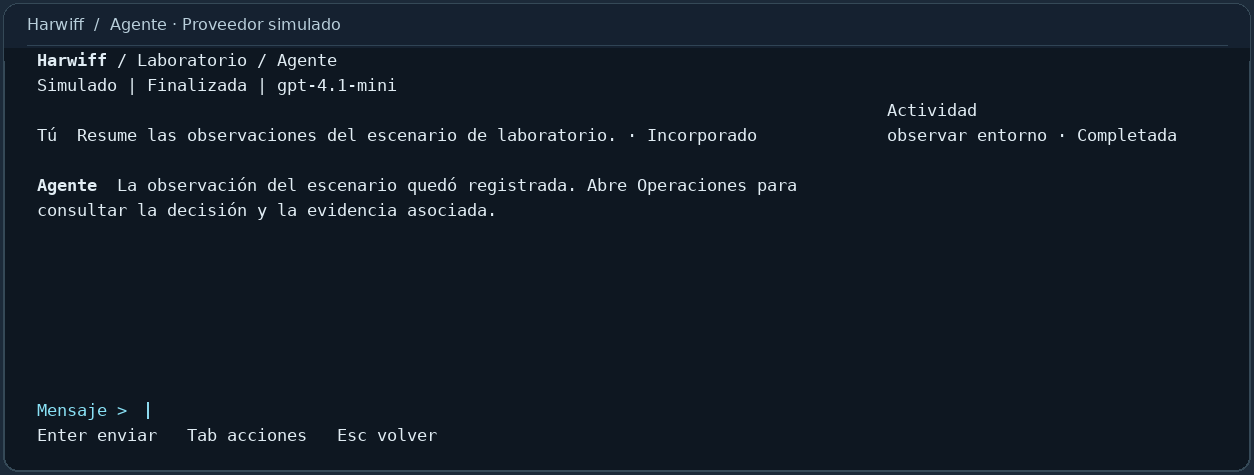 Harwiff / Agente · Proveedor simulado
Harwiff / Laboratorio / Agente
Simulado | Finalizada | gpt-4.1-mini
Actividad
Tú  Resume las observaciones del escenario de laboratorio. · Incorporado
observar entorno · Completada
Agente  La observación del escenario quedó registrada. Abre Operaciones para
consultar la decisión y la evidencia asociada.
Mensaje >
Enter enviar   Tab acciones   Esc volver